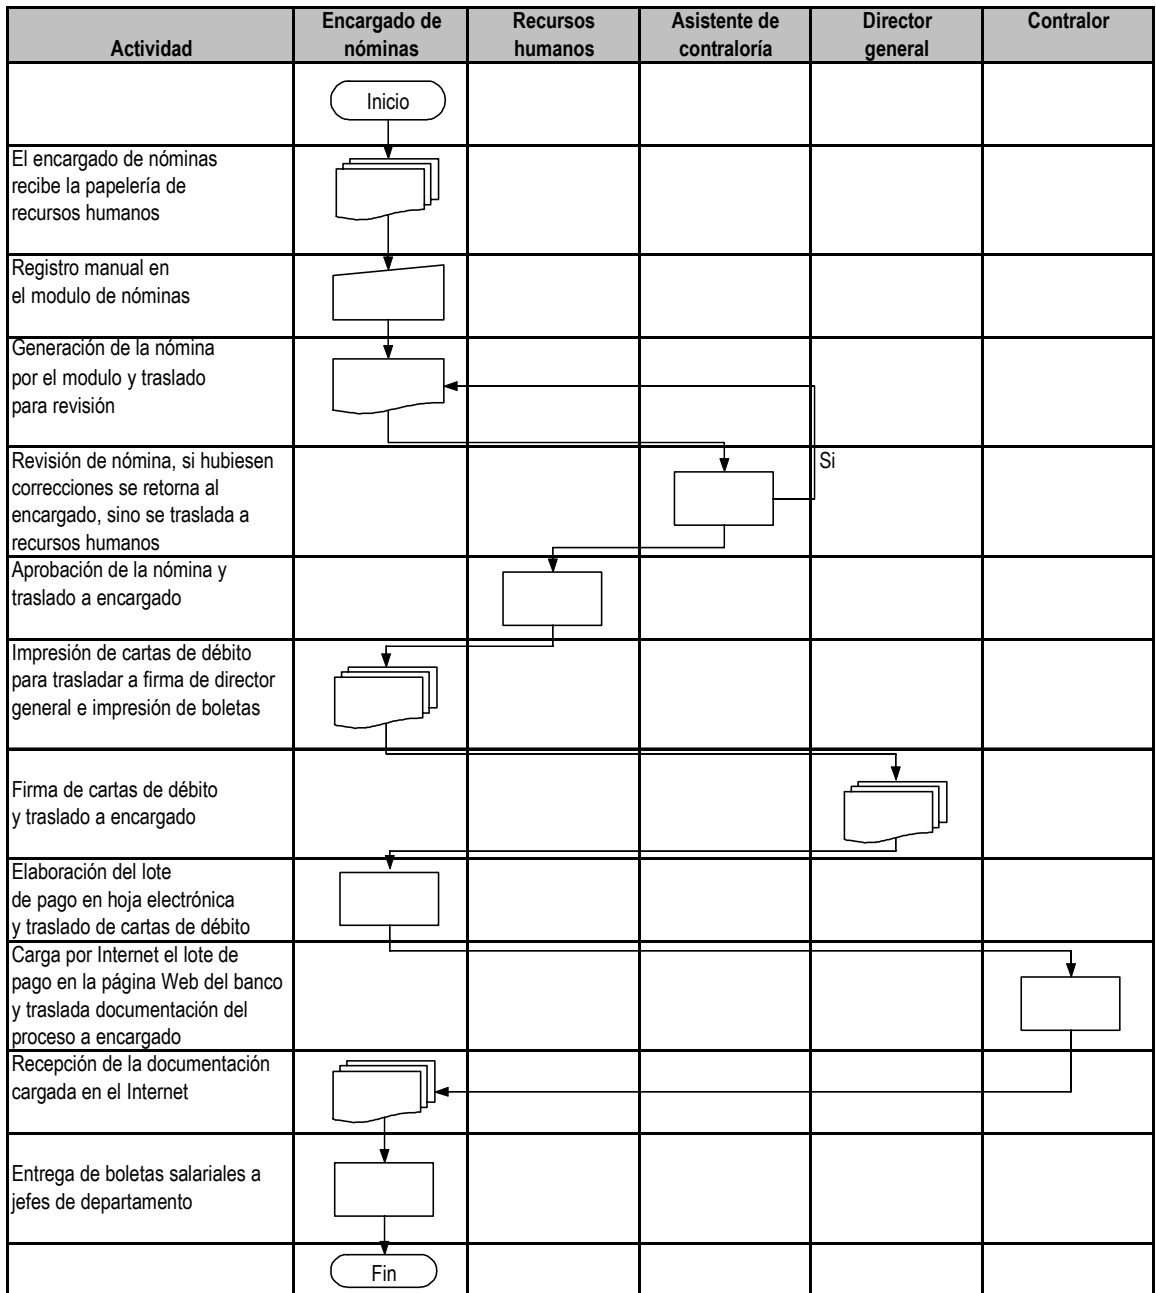 Actividad
Encargado de
nóminas
Recursos
humanos
Asistente de
contraloría
Director
general
Contralor
Inicio
El encargado de nóminas
recibe la papelería de
recursos humanos
Registro manual en
el modulo de nóminas
Generación de la nómina
por el modulo y traslado
para revisión
Revisión de nómina, si hubiesen
correcciones se retorna al
encargado, sino se traslada a
recursos humanos
Si
Aprobación de la nómina y
traslado a encargado
Impresión de cartas de débito
para trasladar a firma de director
general e impresión de boletas
Firma de cartas de débito
y traslado a encargado
Elaboración del lote
de pago en hoja electrónica
y traslado de cartas de débito
Carga por Internet el lote de
pago en la página Web del banco
y traslada documentación del
proceso a encargado
Recepción de la documentación
cargada en el Internet
Entrega de boletas salariales a
jefes de departamento
Fin